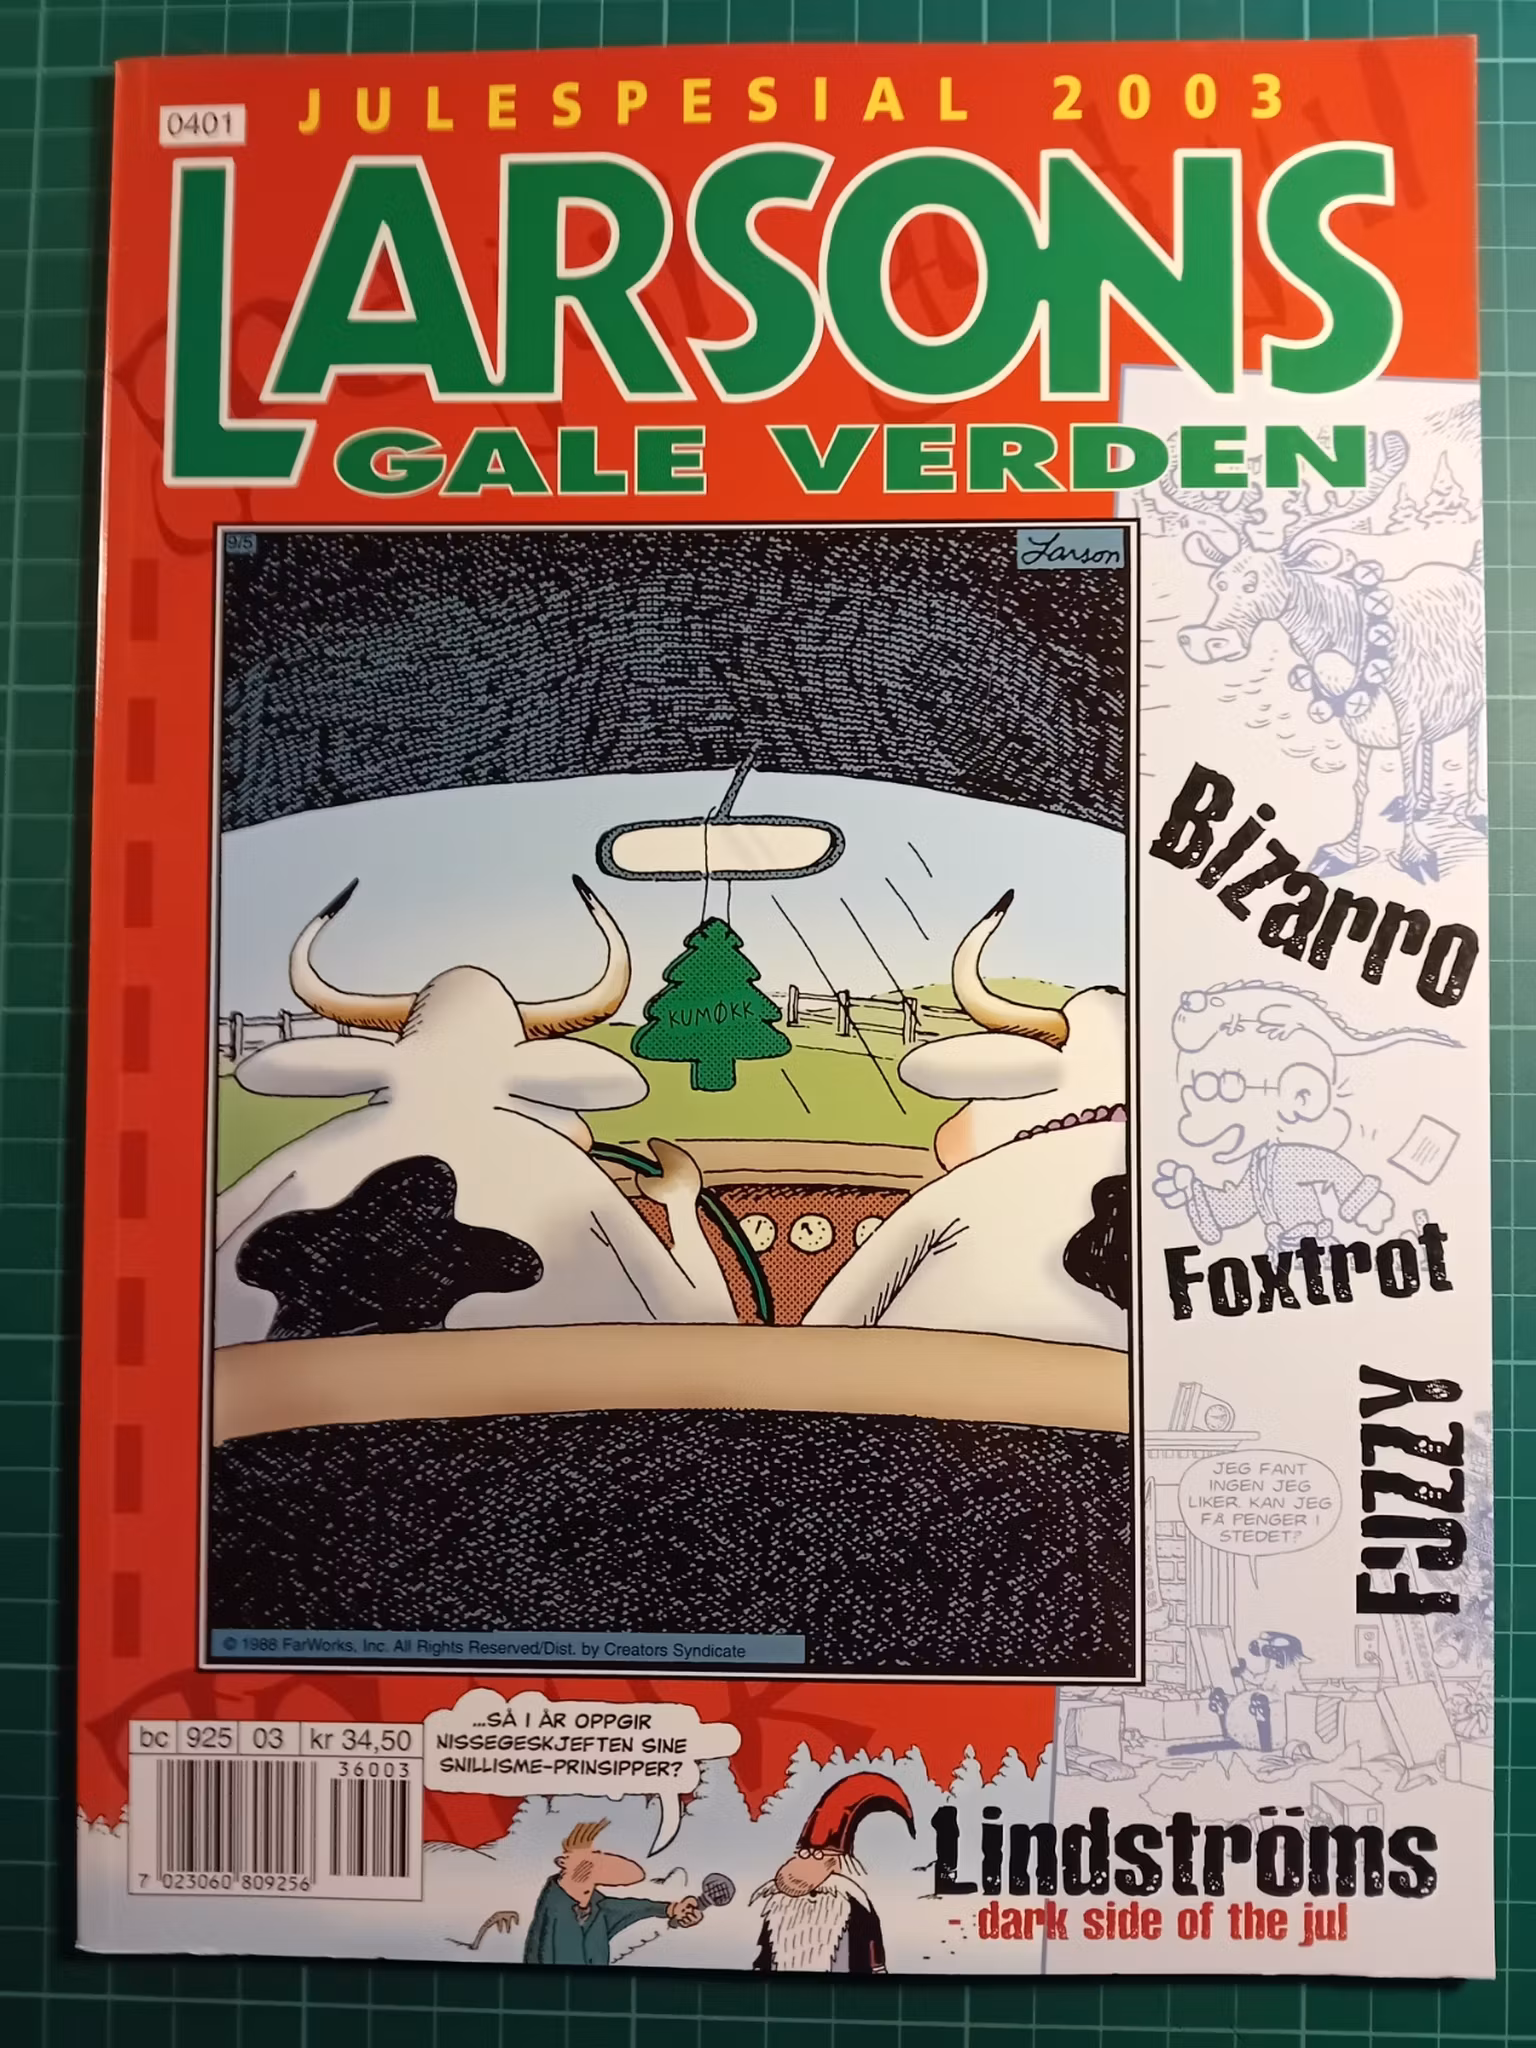 JULESPESIAL 2003
0401
LARSONS
GALE VERDEN
9/5
Larson
KUMØKK
Bizarro
Foxtrot
FUZZY
JEG FANT
INGEN JEG
LIKER. KAN JEG
FÅ PENGER I
STEDET?
© 1988 FarWorks, Inc. All Rights Reserved/Dist. by Creators Syndicate
bc 925 03 kr 34,50
36003
7 023060 809256
...SÅ I ÅR OPPGIR
NISSEGESKJEFTEN SINE
SNILLISME-PRINSIPPER?
Lindströms
- dark side of the jul